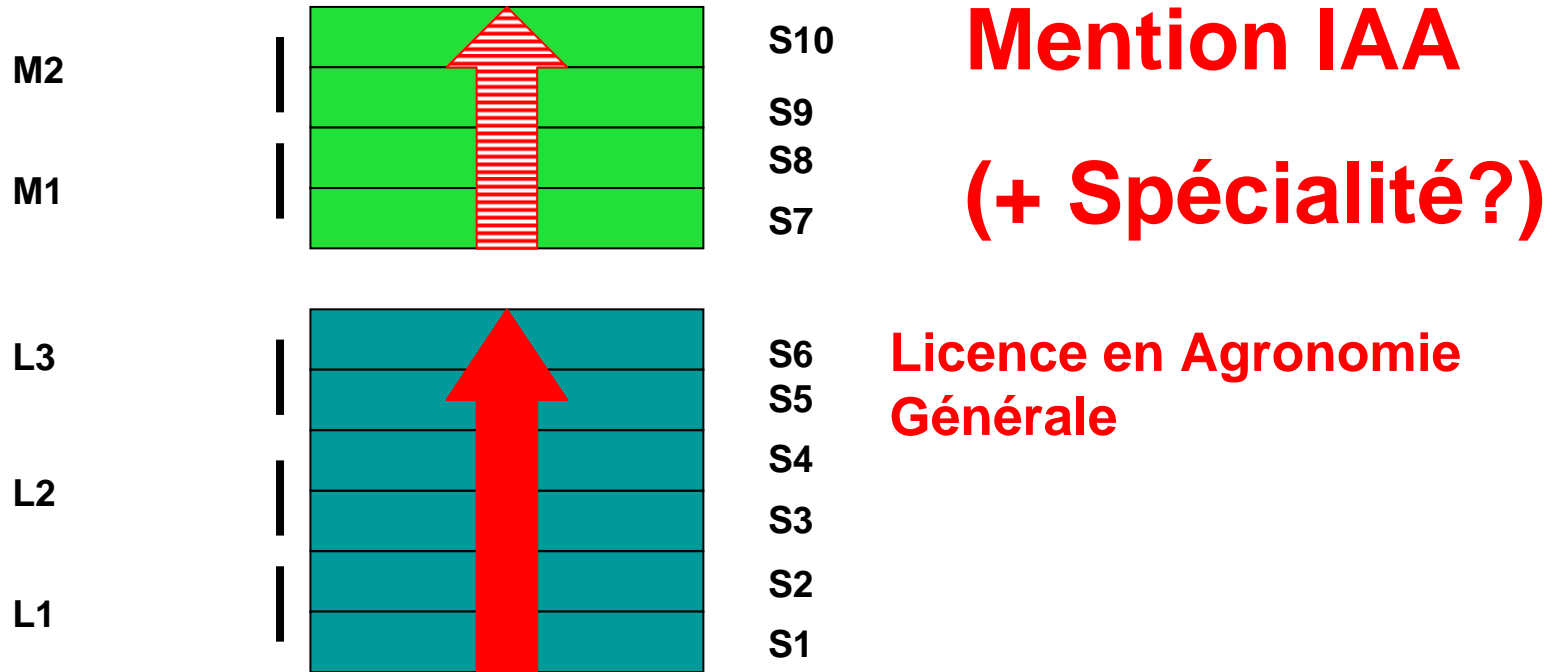 M2
S10
Mention IAA
S9
S8
(+ Spécialité?)
M1
S7
L3
S6
Licence en Agronomie
S5
Générale
S4
L2
S3
S2
L1
S1